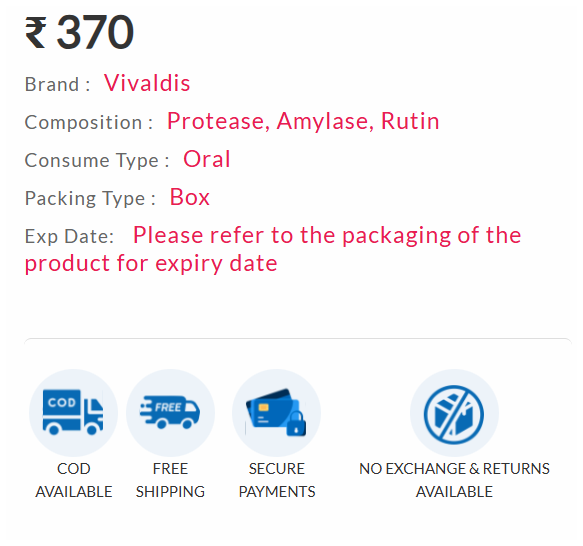 ₹ 370
Brand : Vivaldis
Composition : Protease, Amylase, Rutin
Consume Type : Oral
Packing Type : Box
Exp Date: Please refer to the packaging of the
product for expiry date
COD
FREE
COD
AVAILABLE
FREE
SHIPPING
SECURE
PAYMENTS
NO EXCHANGE & RETURNS
AVAILABLE